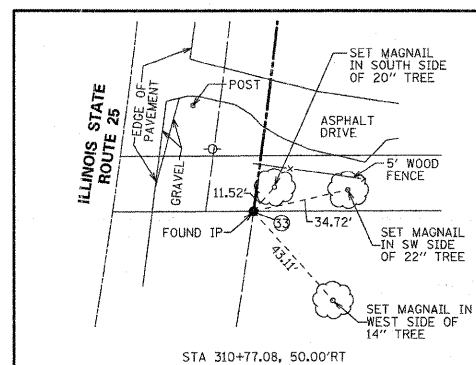 SET MAGNAIL
IN SOUTH SIDE
OF 20" TREE
POST
EDGE OF
PAVEMENT
ILLINOIS STATE
ROUTE 25
ASPHALT
DRIVE
GRAVEL
5' WOOD
FENCE
11.52'
34.72'
FOUND IP
33
43.11'
SET MAGNAIL
IN SW SIDE
OF 22" TREE
SET MAGNAIL IN
WEST SIDE OF
14" TREE
STA 310+77.08, 50.00'RT